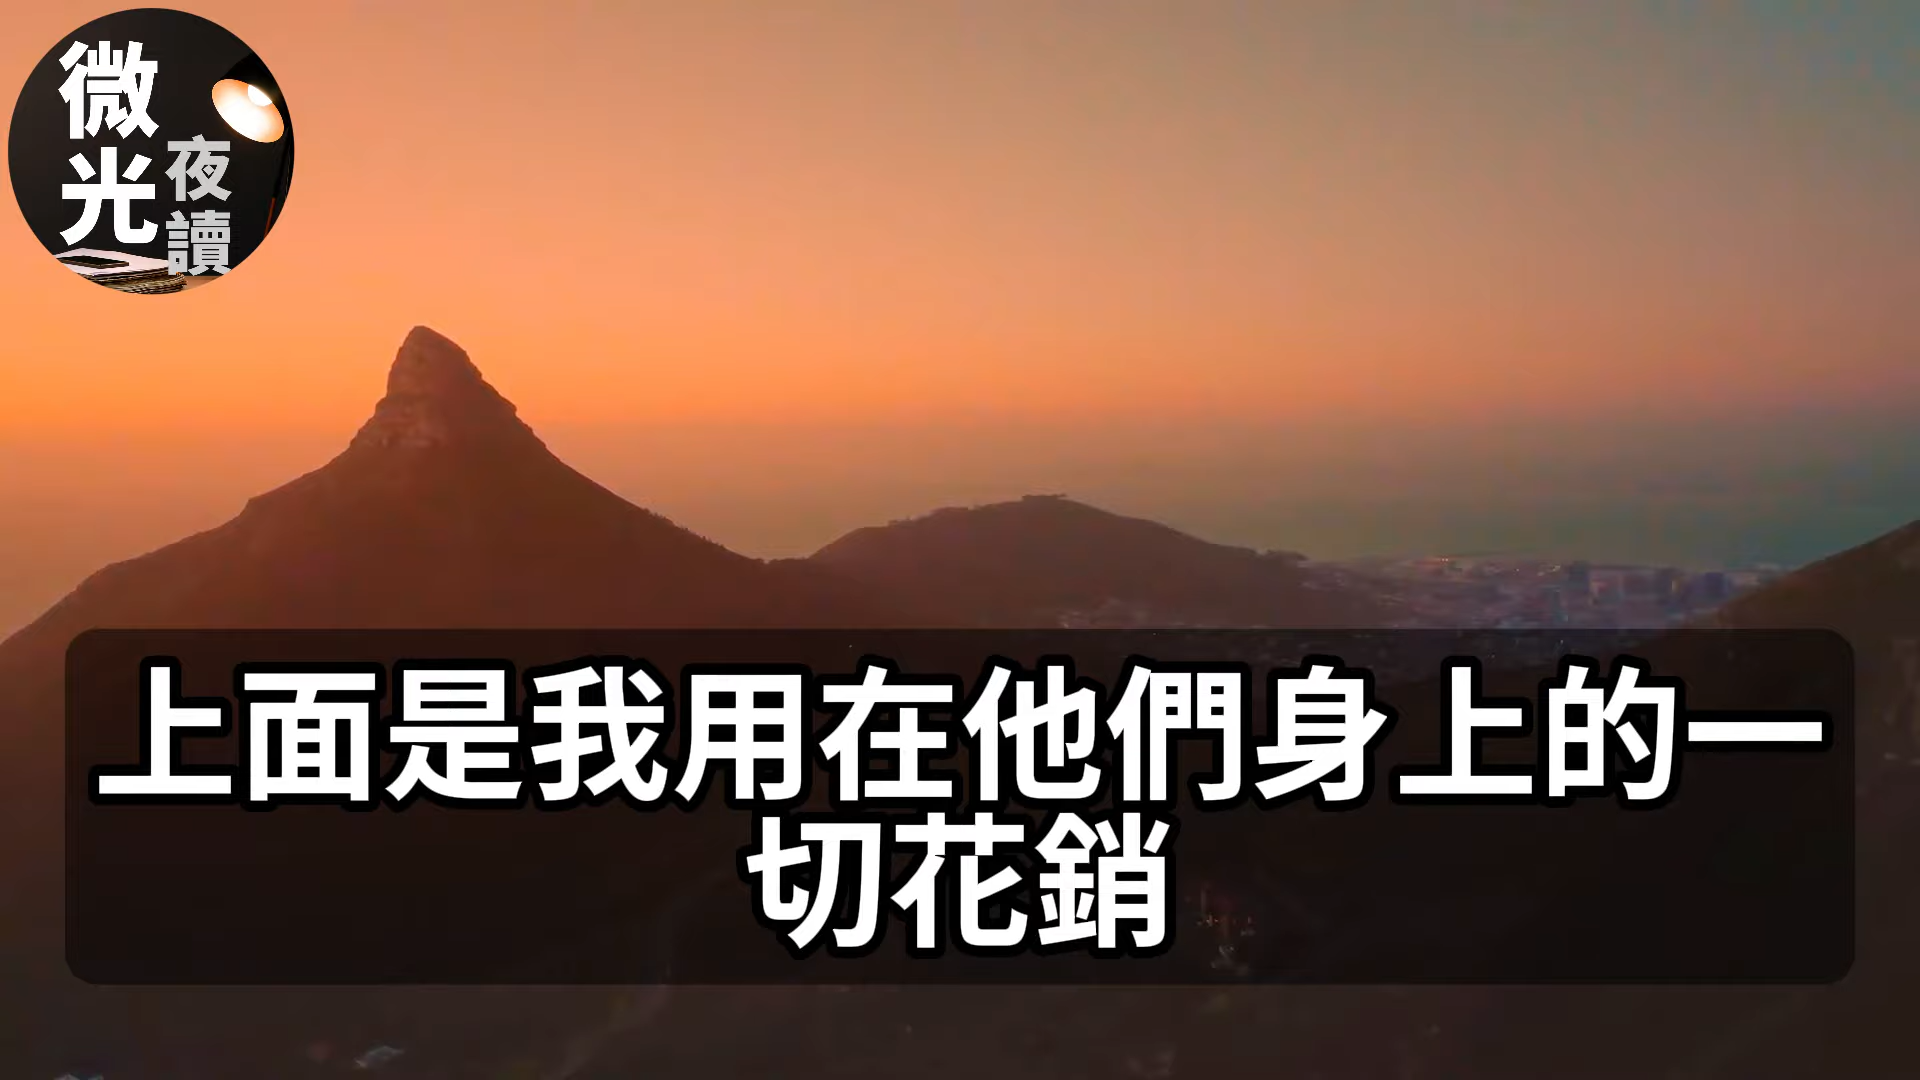 微光
夜讀
上面是我用在他們身上的一
切花銷